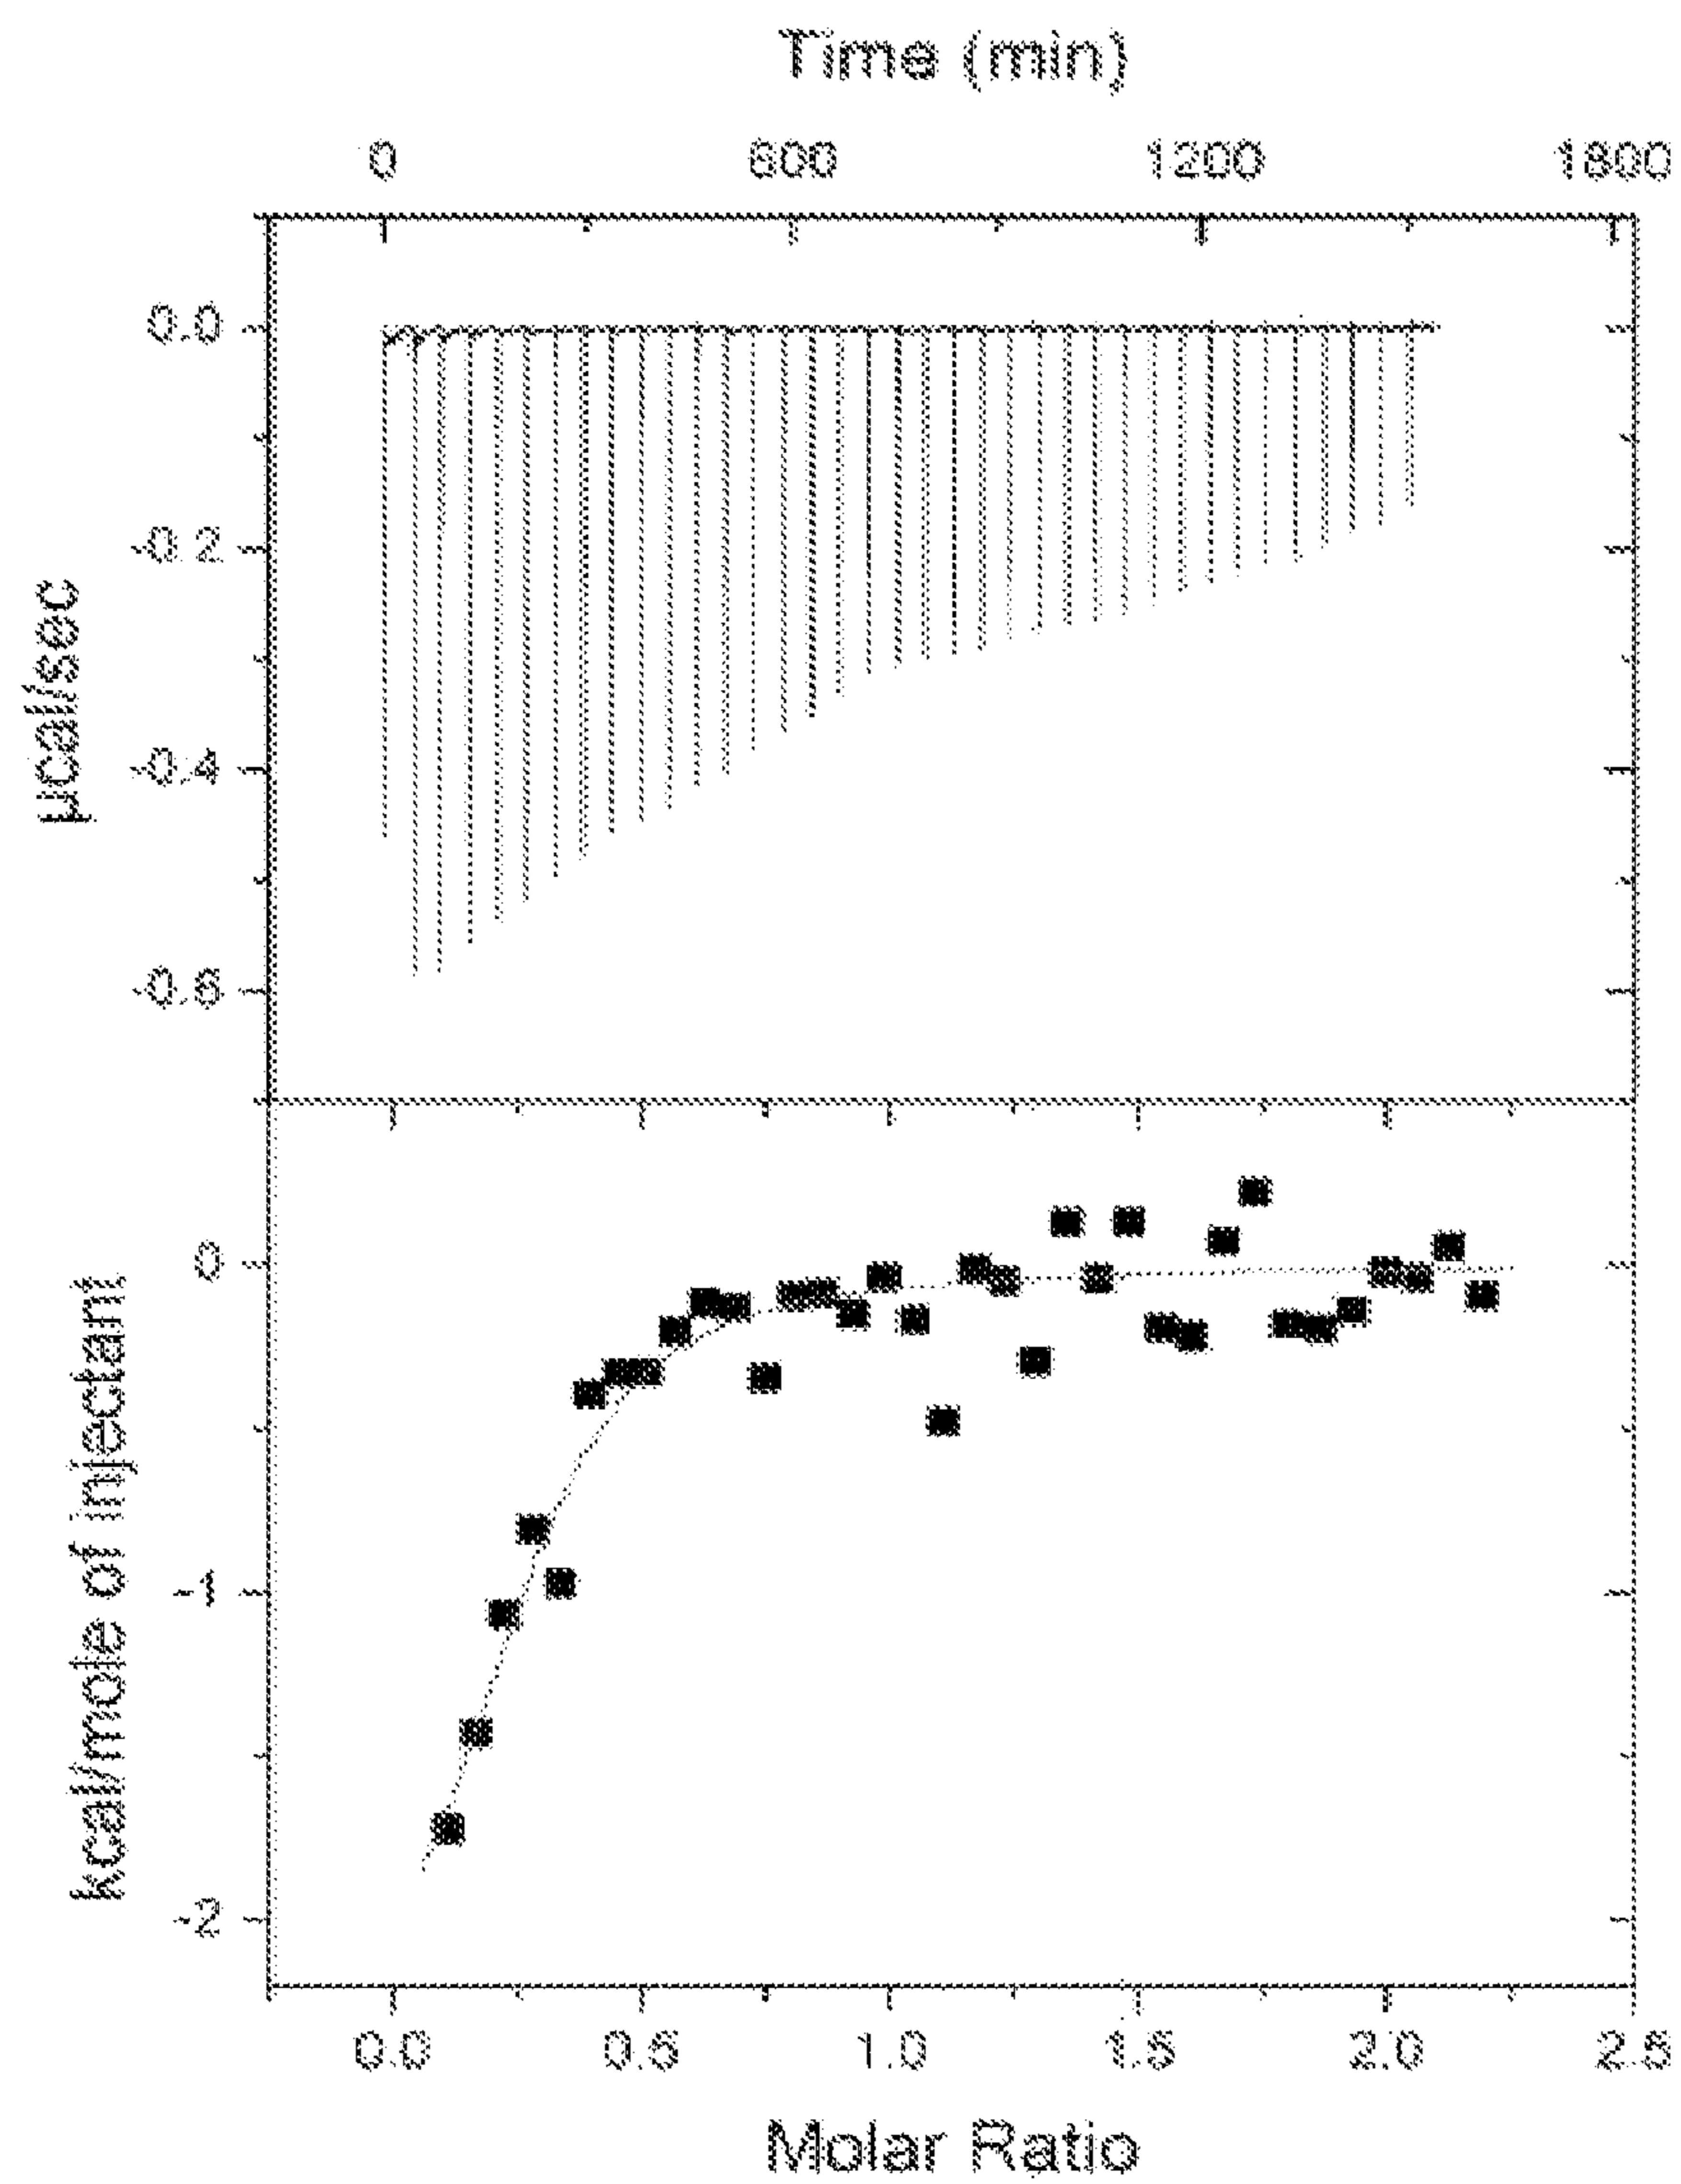 Time (min)
0 600 1200 1800
0.0
-0.2
-0.4
-0.6
µcal/sec
0
-1
-2
kcal/mole of injectant
0.0 0.5 1.0 1.5 2.0 2.5
Molar Ratio